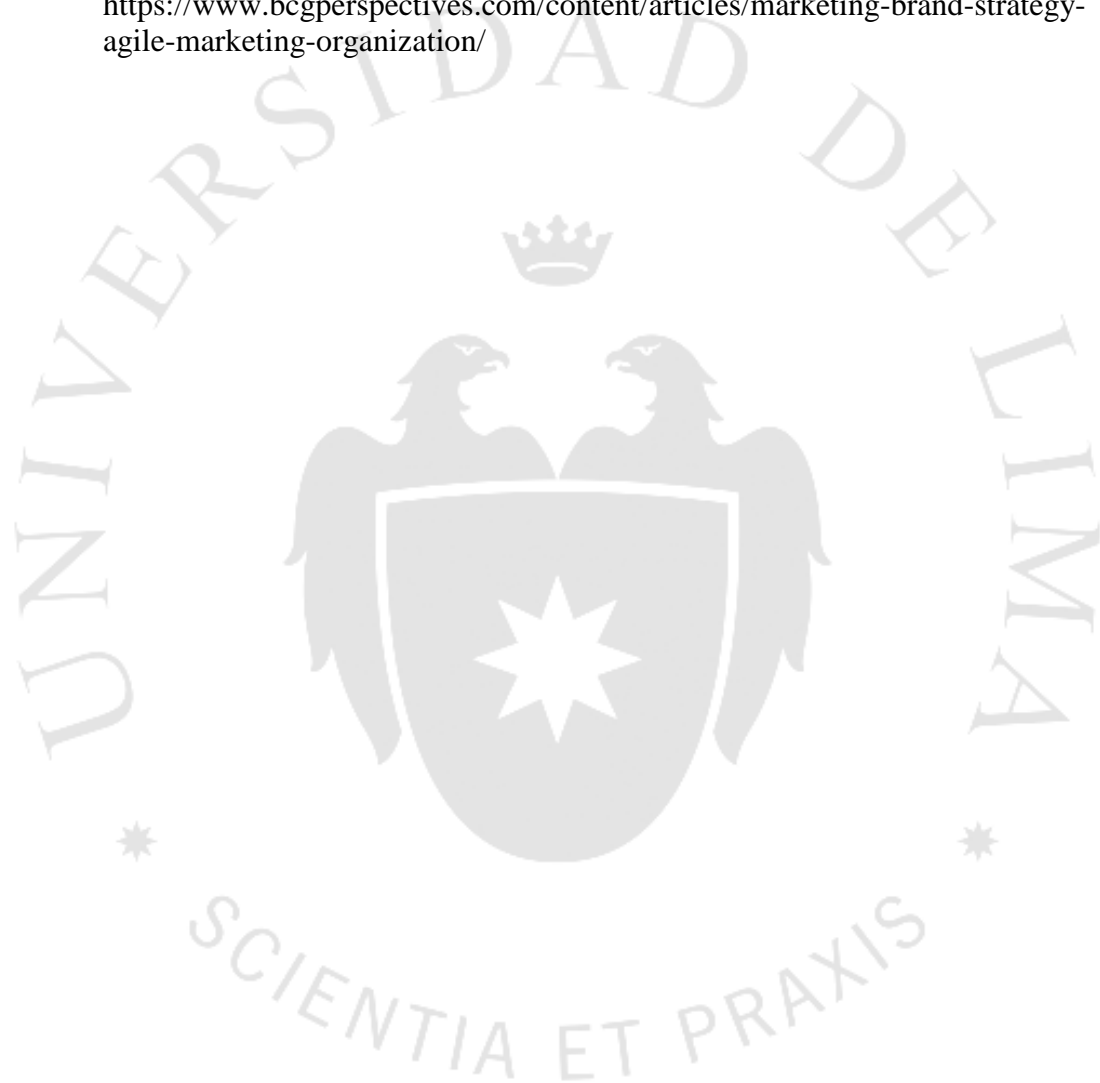 https://www.bcgperspectives.com/content/articles/marketing-brand-strategy-
agile-marketing-organization/
UNIVERSIDAD DE LIMA
SCIENTIA ET PRAXIS